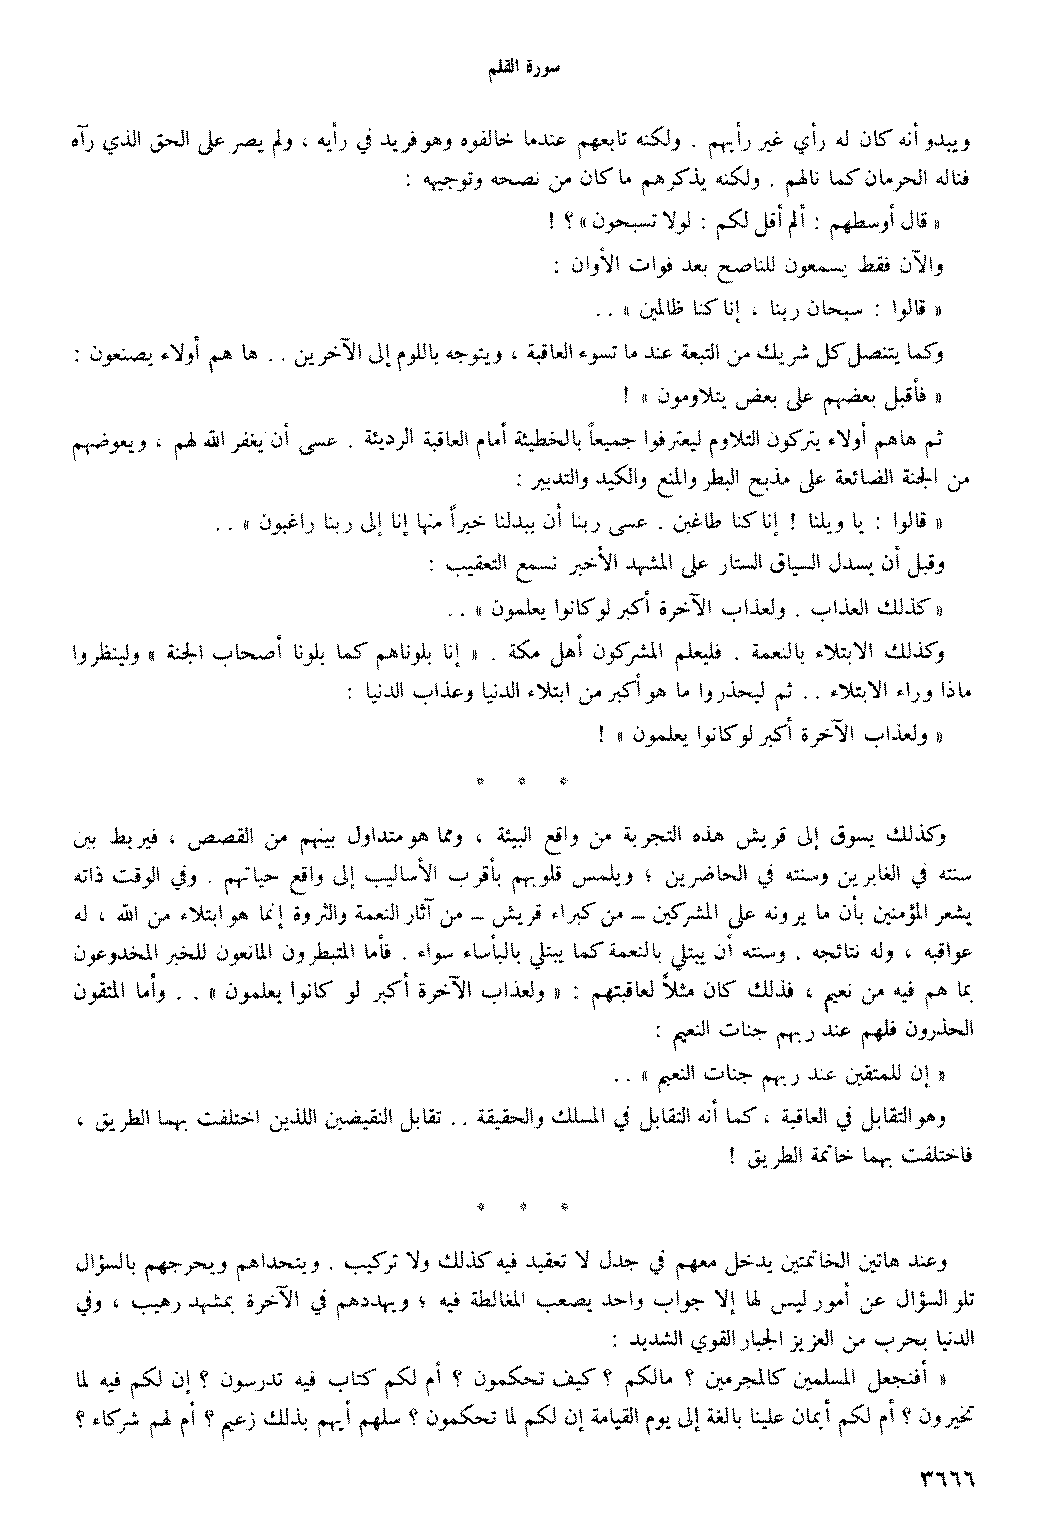 سورة القلم
ويبدو أنه كان له رأي غير رأيهم . ولكنه تابعهم عندما خالفوه وهو فريد في رأيه ، ولم يصر على الحق الذي رآه
فناله الحرمان كما نالهم . ولكنه يذكرهم ما كان من نصحه وتوجيهه :
« قال أوسطهم : ألم أقل لكم : لولا تسبحون » ؟ !
والآن فقط يسمعون للناصح بعد فوات الأوان :
« قالوا : سبحان ربنا ، إنا كنا ظالمين » . .
وكما يتنصل كل شريك من التبعة عند ما تسوء العاقبة ، ويتوجه باللوم إلى الآخرين . . ها هم أولاء يصنعون :
« فأقبل بعضهم على بعض يتلاومون » !
ثم هاهم أولاء يتركون التلاوم ليعترفوا جميعاً بالخطيئة أمام العاقبة الرديئة . عسى أن يغفر الله لهم ، ويعوضهم
من الجنة الضائعة على مذبح البطر والمنع والكيد والتدبير :
« قالوا : يا ويلنا ! إنا كنا طاغين . عسى ربنا أن يبدلنا خيراً منها إنا إلى ربنا راغبون » . .
وقبل أن يسدل السياق الستار على المشهد الأخير نسمع التعقيب :
« كذلك العذاب . ولعذاب الآخرة أكبر لو كانوا يعلمون » . .
وكذلك الابتلاء بالنعمة . فليعلم المشركون أهل مكة . « إنا بلوناهم كما بلونا أصحاب الجنة » ولينظروا
ماذا وراء الابتلاء . . ثم ليحذروا ما هو أكبر من ابتلاء الدنيا وعذاب الدنيا :
« ولعذاب الآخرة أكبر لو كانوا يعلمون » !
* * *
وكذلك يسوق إلى قريش هذه التجربة من واقع البيئة ، ومما هو متداول بينهم من القصص ، فيربط بين
سنته في الغابرين وسنته في الحاضرين ؛ ويلمس قلوبهم بأقرب الأساليب إلى واقع حياتهم . وفي الوقت ذاته
يشعر المؤمنين بأن ما يرونه على المشركين – من كبراء قريش – من آثار النعمة والثروة إنما هو ابتلاء من الله ، له
عواقبه ، وله نتائجه . وسنته أن يبتلي بالنعمة كما يبتلي بالبأساء سواء . فأما المتبطرون المانعون للخير المخدوعون
بما هم فيه من نعيم ، فذلك كان مثلاً لعاقبتهم : « ولعذاب الآخرة أكبر لو كانوا يعلمون » . . وأما المتقون
الحذرون فلهم عند ربهم جنات النعيم :
« إن للمتقين عند ربهم جنات النعيم » . .
وهو التقابل في العاقبة ، كما أنه التقابل في المسلك والحقيقة . . تقابل النقيضين اللذين اختلفت بهما الطريق ،
فاختلفت بهما خاتمة الطريق !
* * *
وعند هاتين الخاتمتين يدخل معهم في جدل لا تعقيد فيه كذلك ولا تركيب . ويتحداهم ويحرجهم بالسؤال
تلو السؤال عن أمور ليس لها إلا جواب واحد يصعب المغالطة فيه ؛ ويهددهم في الآخرة بمشهد رهيب ، وفي
الدنيا بحرب من العزيز الجبار القوي الشديد :
« أفنجعل المسلمين كالمجرمين ؟ مالكم ؟ كيف تحكمون ؟ أم لكم كتاب فيه تدرسون ؟ إن لكم فيه لما
تخيرون ؟ أم لكم أيمان علينا بالغة إلى يوم القيامة إن لكم لما تحكمون ؟ سلهم أيهم بذلك زعيم ؟ أم لهم شركاء ؟
٣٦٦٦